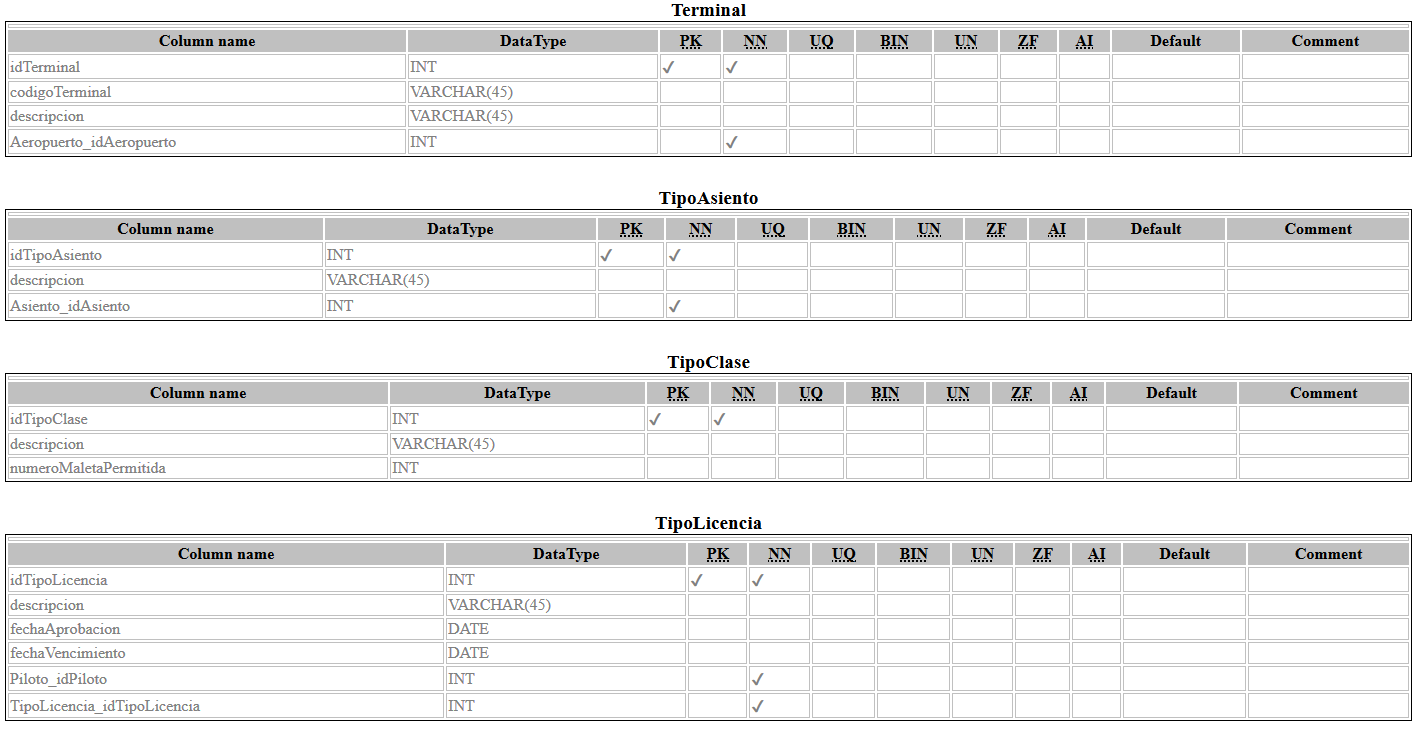 Terminal
Column name DataType PK NN UQ BIN UN ZF AI Default Comment
idTerminal INT ✓ ✓
codigoTerminal VARCHAR(45)
descripcion VARCHAR(45)
Aeropuerto_idAeropuerto INT ✓
TipoAsiento
Column name DataType PK NN UQ BIN UN ZF AI Default Comment
idTipoAsiento INT ✓ ✓
descripcion VARCHAR(45)
Asiento_idAsiento INT ✓
TipoClase
Column name DataType PK NN UQ BIN UN ZF AI Default Comment
idTipoClase INT ✓ ✓
descripcion VARCHAR(45)
numeroMaletaPermitida INT
TipoLicencia
Column name DataType PK NN UQ BIN UN ZF AI Default Comment
idTipoLicencia INT ✓ ✓
descripcion VARCHAR(45)
fechaAprobacion DATE
fechaVencimiento DATE
Piloto_idPiloto INT ✓
TipoLicencia_idTipoLicencia INT ✓